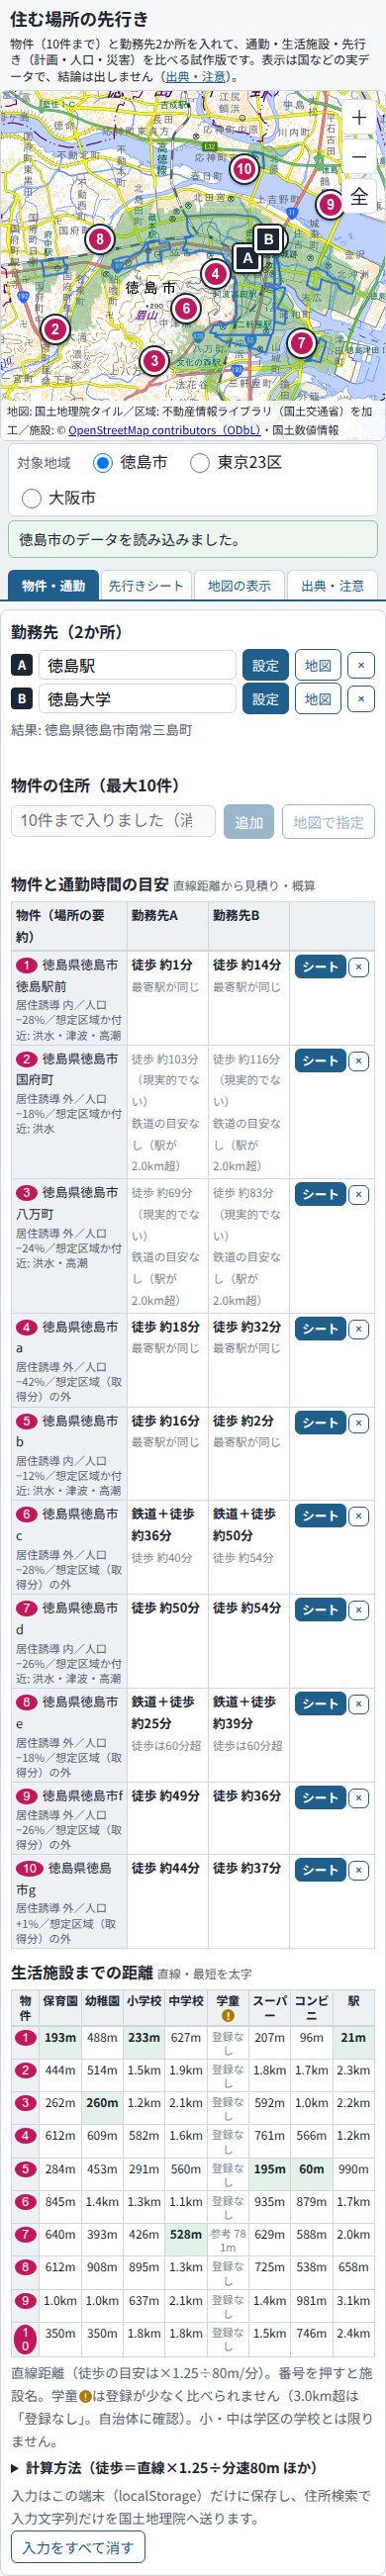 住む場所の先行き
物件（10件まで）と勤務先2か所を入れて、通勤・生活施設・先行
き（計画・人口・災害）を比べる試作版です。表示は国などの実デ
ータで、結論は出しません（出典・注意）。
＋
－
全
10
9
8
B
A
4
徳島市
6
眉山
2
3
7
地図: 国土地理院タイル／区域: 不動産情報ライブラリ（国土交通省）を加
工／施設: © OpenStreetMap contributors（ODbL）・国土数値情報
対象地域 徳島市 東京23区
大阪市
徳島市のデータを読み込みました。
物件・通勤 先行きシート 地図の表示 出典・注意
勤務先（2か所）
A 徳島駅 設定 地図 ×
B 徳島大学 設定 地図 ×
結果: 徳島県徳島市南常三島町
物件の住所（最大10件）
10件まで入りました（消 追加 地図で指定
物件と通勤時間の目安 直線距離から見積り・概算
物件（場所の要約） 勤務先A 勤務先B
1 徳島県徳島市徳島駅前 徒歩 約1分 徒歩 約14分 シート ×
居住誘導 内／人口−28%／想定区域か付近: 洪水・津波・高潮 最寄駅が同じ 最寄駅が同じ
2 徳島県徳島市国府町 徒歩 約103分（現実的でない） 徒歩 約116分（現実的でない） シート ×
居住誘導 外／人口−18%／想定区域か付近: 洪水 鉄道の目安なし（駅が2.0km超） 鉄道の目安なし（駅が2.0km超）
3 徳島県徳島市八万町 徒歩 約69分（現実的でない） 徒歩 約83分（現実的でない） シート ×
居住誘導 外／人口−24%／想定区域か付近: 洪水・高潮 鉄道の目安なし（駅が2.0km超） 鉄道の目安なし（駅が2.0km超）
4 徳島県徳島市a 徒歩 約18分 徒歩 約32分 シート ×
居住誘導 外／人口−42%／想定区域（取得分）の外 最寄駅が同じ 最寄駅が同じ
5 徳島県徳島市b 徒歩 約16分 徒歩 約2分 シート ×
居住誘導 内／人口−12%／想定区域か付近: 洪水・津波・高潮 最寄駅が同じ 最寄駅が同じ
6 徳島県徳島市c 鉄道＋徒歩 約36分 鉄道＋徒歩 約50分 シート ×
居住誘導 外／人口−28%／想定区域（取得分）の外 徒歩 約40分 徒歩 約54分
7 徳島県徳島市d 徒歩 約50分 徒歩 約54分 シート ×
居住誘導 内／人口−26%／想定区域か付近: 洪水・津波・高潮
8 徳島県徳島市e 鉄道＋徒歩 約25分 鉄道＋徒歩 約39分 シート ×
居住誘導 外／人口−18%／想定区域（取得分）の外 徒歩は60分超 徒歩は60分超
9 徳島県徳島市f 徒歩 約49分 徒歩 約36分 シート ×
居住誘導 外／人口−26%／想定区域（取得分）の外
10 徳島県徳島市g 徒歩 約44分 徒歩 約37分 シート ×
居住誘導 外／人口+1%／想定区域（取得分）の外
生活施設までの距離 直線・最短を太字
物件 保育園 幼稚園 小学校 中学校 学童! スーパー コンビニ 駅
1 193m 488m 233m 627m 登録なし 207m 96m 21m
2 444m 514m 1.5km 1.9km 登録なし 1.8km 1.7km 2.3km
3 262m 260m 1.2km 2.1km 登録なし 592m 1.0km 2.2km
4 612m 609m 582m 1.6km 登録なし 761m 566m 1.2km
5 284m 453m 291m 560m 登録なし 195m 60m 990m
6 845m 1.4km 1.3km 1.1km 登録なし 935m 879m 1.7km
7 640m 393m 426m 528m 参考 781m 629m 588m 2.0km
8 612m 908m 895m 1.3km 登録なし 725m 538m 658m
9 1.0km 1.0km 637m 2.1km 登録なし 1.4km 981m 3.1km
10 350m 350m 1.8km 1.8km 登録なし 1.5km 746m 2.4km
直線距離（徒歩の目安は×1.25÷80m/分）。番号を押すと施
設名。学童!は登録が少なく比べられません（3.0km超は
「登録なし」。自治体に確認）。小・中は学区の学校とは限り
ません。
▶ 計算方法（徒歩＝直線×1.25÷分速80m ほか）
入力はこの端末（localStorage）だけに保存し、住所検索で
入力文字列だけを国土地理院へ送ります。
入力をすべて消す